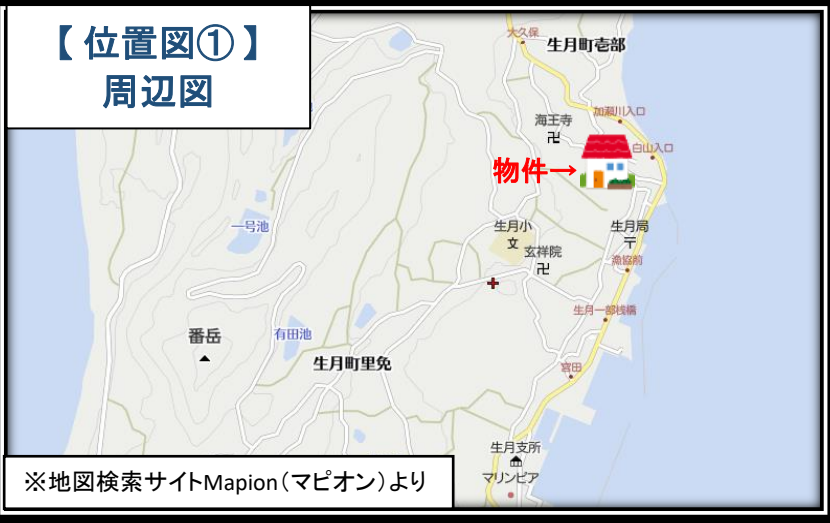 【 位置図① 】
周辺図
大久保
生月町壱部
加瀬川入口
海王寺
卍
白山入口
物件→
一号池
生月小
文
生月局
〒
玄祥院
卍
漁協前
生月一部桟橋
番岳
有田池
生月町里免
宮田
生月支所
マリンピア
※地図検索サイトMapion(マピオン)より